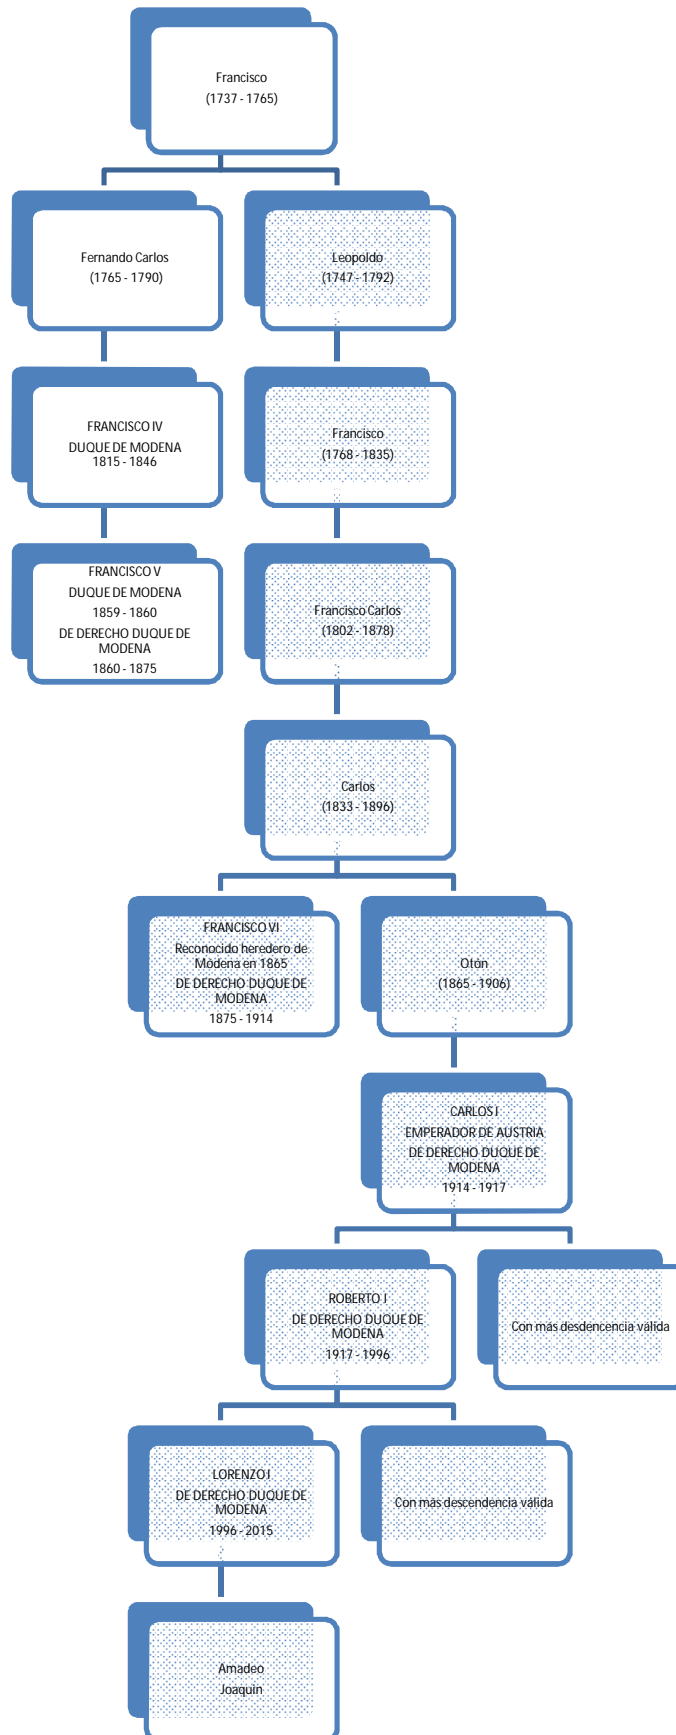 Francisco
(1737 - 1765)
Fernando Carlos
(1765 - 1790)
Leopoldo
(1747 - 1792)
FRANCISCO IV
DUQUE DE MODENA
1815 - 1846
Francisco
(1768 - 1835)
FRANCISCO V
DUQUE DE MODENA
1859 - 1860
DE DERECHO DUQUE DE
MODENA
1860 - 1875
Francisco Carlos
(1802 - 1878)
Carlos
(1833 - 1896)
FRANCISCO VI
Reconocido heredero de
Módena en 1865
DE DERECHO DUQUE DE
MODENA
1875 - 1914
Otón
(1865 - 1906)
CARLOS I
EMPERADOR DE AUSTRIA
DE DERECHO DUQUE DE
MODENA
1914 - 1917
ROBERTO I
DE DERECHO DUQUE DE
MODENA
1917 - 1996
Con más desdencencia válida
LORENZO I
DE DERECHO DUQUE DE
MODENA
1996 - 2015
Con más descendencia válida
Amadeo
Joaquin